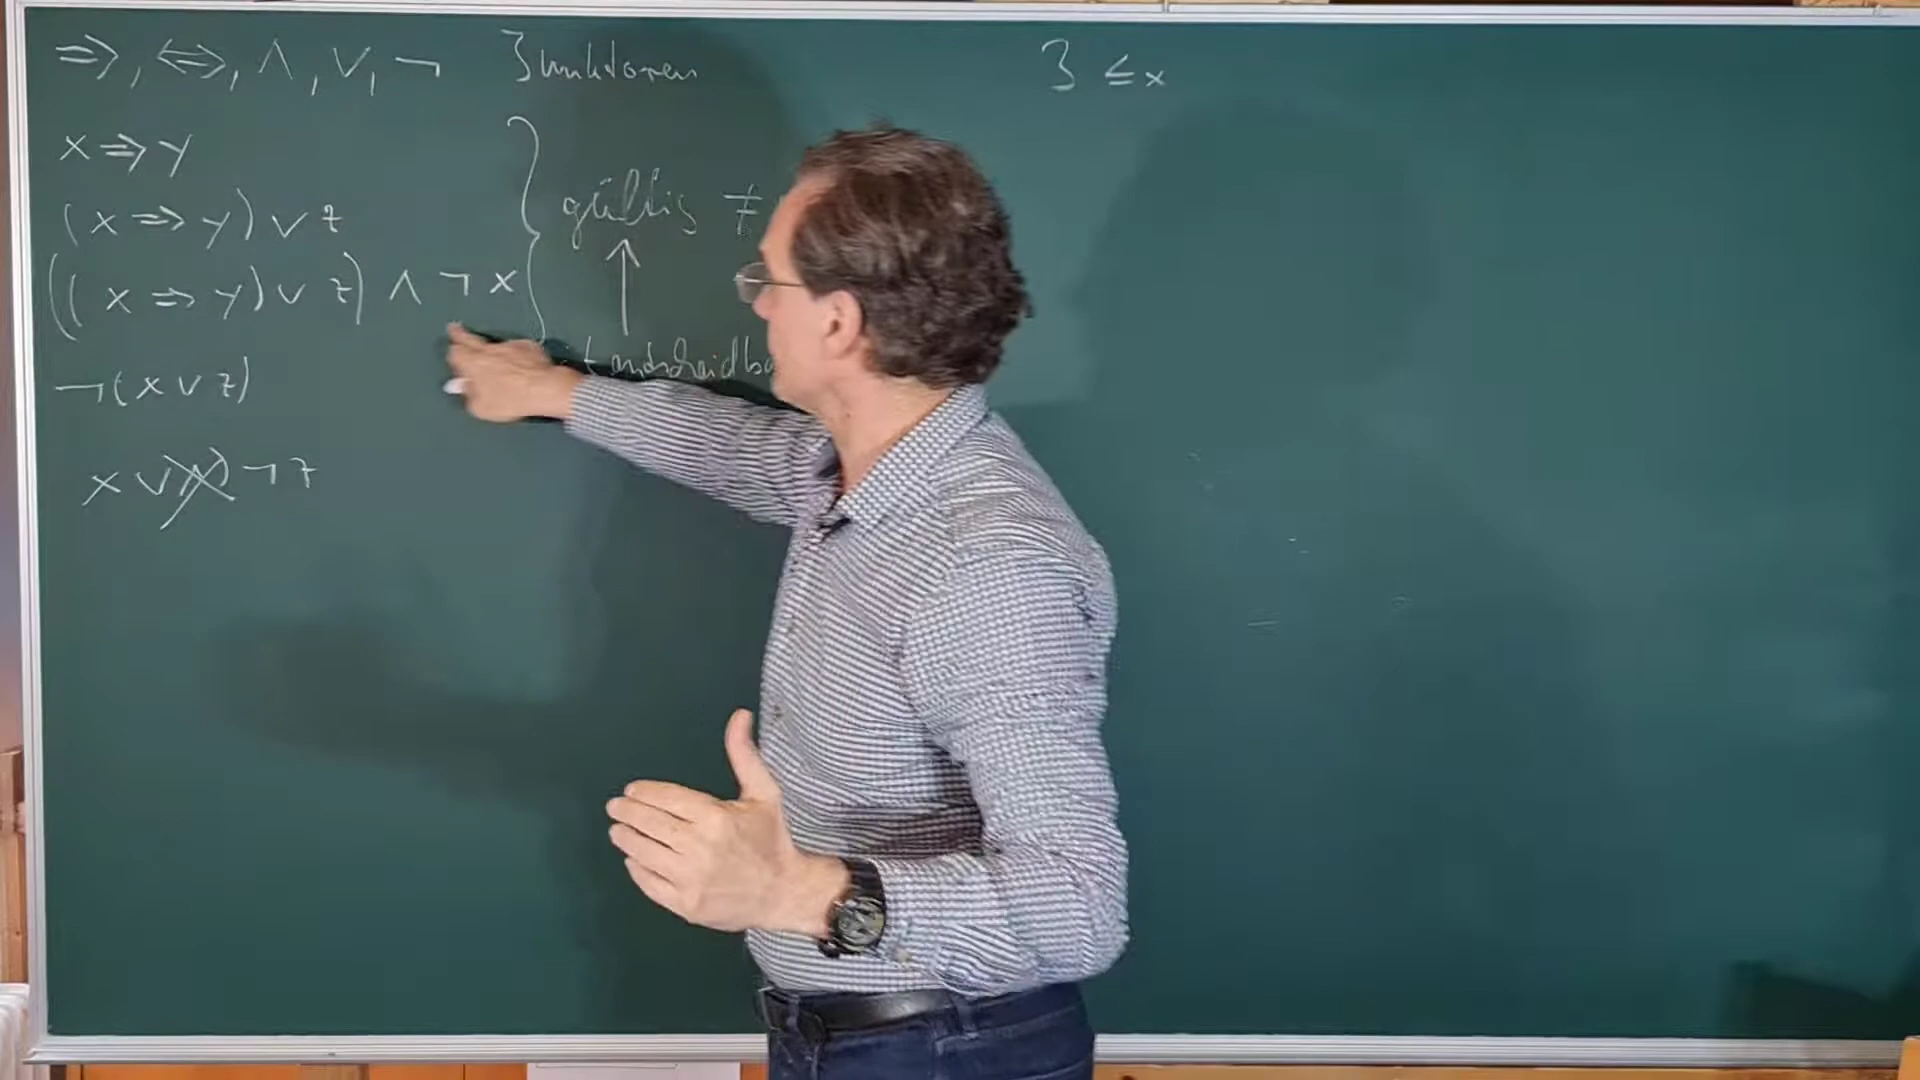 ⇒, ⇔, ∧, ∨, ¬ Junktoren
3 ≤ x
x ⇒ y
(x ⇒ y) ∨ z
((x ⇒ y) ∨ z) ∧ ¬ x
gültig ≠
¬(x ∨ z)
x ∨ ¬ z